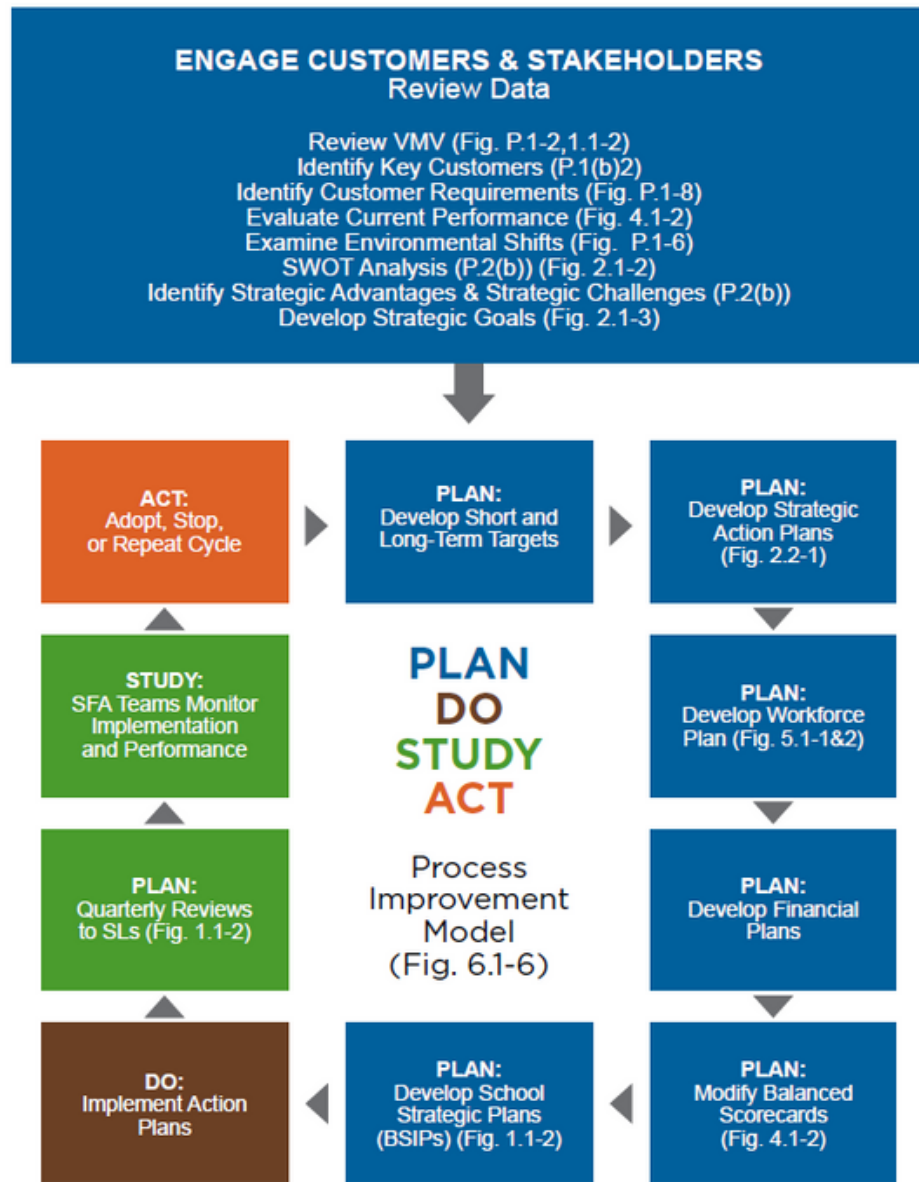 ENGAGE CUSTOMERS & STAKEHOLDERS
Review Data
Review VMV (Fig. P.1-2,1.1-2)
Identify Key Customers (P.1(b)2)
Identify Customer Requirements (Fig. P.1-8)
Evaluate Current Performance (Fig. 4.1-2)
Examine Environmental Shifts (Fig. P.1-6)
SWOT Analysis (P.2(b)) (Fig. 2.1-2)
Identify Strategic Advantages & Strategic Challenges (P.2(b))
Develop Strategic Goals (Fig. 2.1-3)
ACT:
Adopt, Stop,
or Repeat Cycle
PLAN:
Develop Short and
Long-Term Targets
PLAN:
Develop Strategic
Action Plans
(Fig. 2.2-1)
STUDY:
SFA Teams Monitor
Implementation
and Performance
PLAN
DO
STUDY
ACT
PLAN:
Develop Workforce
Plan (Fig. 5.1-1&2)
PLAN:
Quarterly Reviews
to SLs (Fig. 1.1-2)
Process
Improvement
Model
(Fig. 6.1-6)
PLAN:
Develop Financial
Plans
DO:
Implement Action
Plans
PLAN:
Develop School
Strategic Plans
(BSIPs) (Fig. 1.1-2)
PLAN:
Modify Balanced
Scorecards
(Fig. 4.1-2)